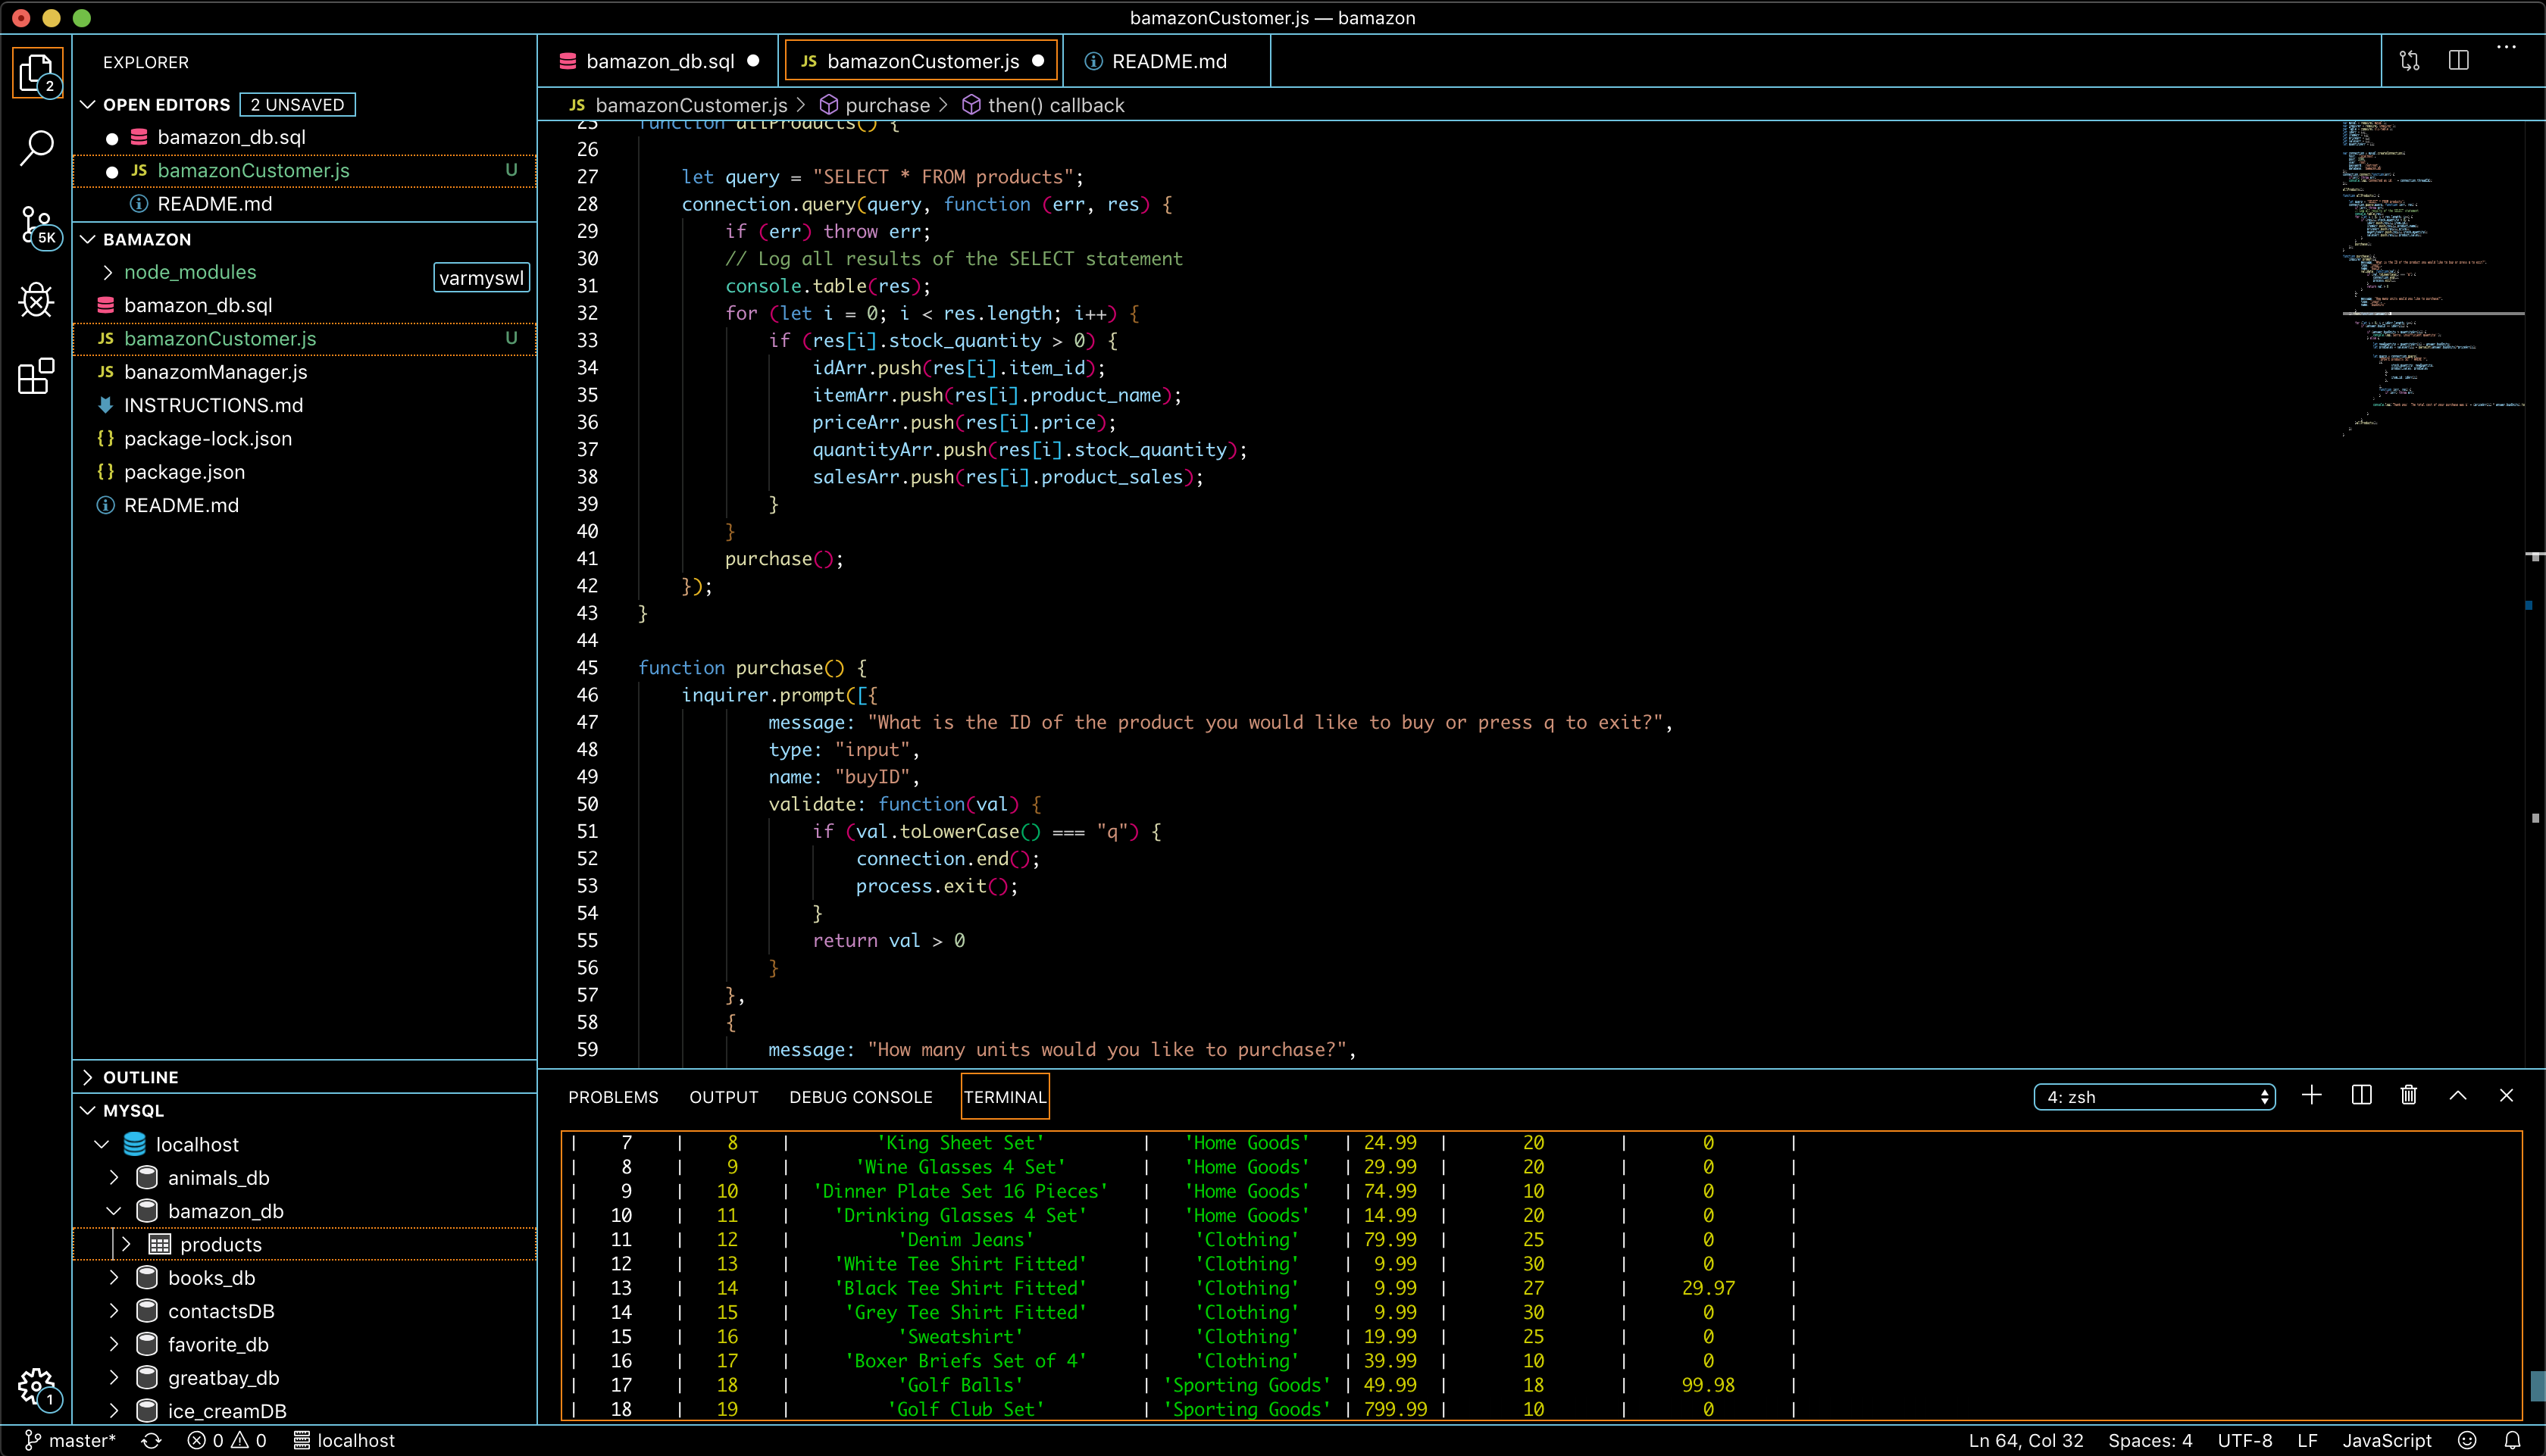 bamazonCustomer.js — bamazon
EXPLORER
OPEN EDITORS 2 UNSAVED
bamazon_db.sql
JS bamazonCustomer.js U
README.md
BAMAZON
node_modules
varmyswl
bamazon_db.sql
JS bamazonCustomer.js U
JS banazomManager.js
INSTRUCTIONS.md
{} package-lock.json
{} package.json
README.md
OUTLINE
MYSQL
localhost
animals_db
bamazon_db
products
books_db
contactsDB
favorite_db
greatbay_db
ice_creamDB
2
5K
1
bamazon_db.sql
JS bamazonCustomer.js
README.md
JS bamazonCustomer.js > purchase > then() callback
25 function allProducts() {
26
27 let query = "SELECT * FROM products";
28 connection.query(query, function (err, res) {
29 if (err) throw err;
30 // Log all results of the SELECT statement
31 console.table(res);
32 for (let i = 0; i < res.length; i++) {
33 if (res[i].stock_quantity > 0) {
34 idArr.push(res[i].item_id);
35 itemArr.push(res[i].product_name);
36 priceArr.push(res[i].price);
37 quantityArr.push(res[i].stock_quantity);
38 salesArr.push(res[i].product_sales);
39 }
40 }
41 purchase();
42 });
43 }
44
45 function purchase() {
46 inquirer.prompt([{
47 message: "What is the ID of the product you would like to buy or press q to exit?",
48 type: "input",
49 name: "buyID",
50 validate: function(val) {
51 if (val.toLowerCase() === "q") {
52 connection.end();
53 process.exit();
54 }
55 return val > 0
56 }
57 },
58 {
59 message: "How many units would you like to purchase?",
PROBLEMS OUTPUT DEBUG CONSOLE TERMINAL 4: zsh
| 7 | 8 | 'King Sheet Set' | 'Home Goods' | 24.99 | 20 | 0 |
| 8 | 9 | 'Wine Glasses 4 Set' | 'Home Goods' | 29.99 | 20 | 0 |
| 9 | 10 | 'Dinner Plate Set 16 Pieces' | 'Home Goods' | 74.99 | 10 | 0 |
| 10 | 11 | 'Drinking Glasses 4 Set' | 'Home Goods' | 14.99 | 20 | 0 |
| 11 | 12 | 'Denim Jeans' | 'Clothing' | 79.99 | 25 | 0 |
| 12 | 13 | 'White Tee Shirt Fitted' | 'Clothing' | 9.99 | 30 | 0 |
| 13 | 14 | 'Black Tee Shirt Fitted' | 'Clothing' | 9.99 | 27 | 29.97 |
| 14 | 15 | 'Grey Tee Shirt Fitted' | 'Clothing' | 9.99 | 30 | 0 |
| 15 | 16 | 'Sweatshirt' | 'Clothing' | 19.99 | 25 | 0 |
| 16 | 17 | 'Boxer Briefs Set of 4' | 'Clothing' | 39.99 | 10 | 0 |
| 17 | 18 | 'Golf Balls' | 'Sporting Goods' | 49.99 | 18 | 99.98 |
| 18 | 19 | 'Golf Club Set' | 'Sporting Goods' | 799.99 | 10 | 0 |
master* 0 0 localhost Ln 64, Col 32 Spaces: 4 UTF-8 LF JavaScript